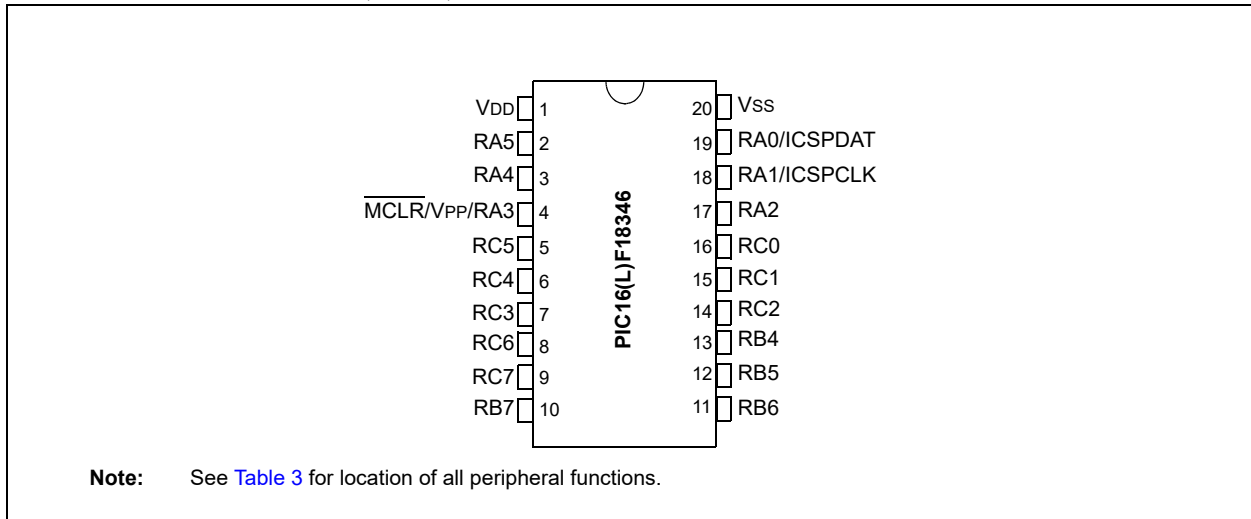 VDD 1 20 VSS
RA5 2 19 RA0/ICSPDAT
RA4 3 18 RA1/ICSPCLK
MCLR/VPP/RA3 4 17 RA2
RC5 5 16 RC0
RC4 6 15 RC1
RC3 7 14 RC2
RC6 8 13 RB4
RC7 9 12 RB5
RB7 10 11 RB6
PIC16(L)F18346
Note: See Table 3 for location of all peripheral functions.